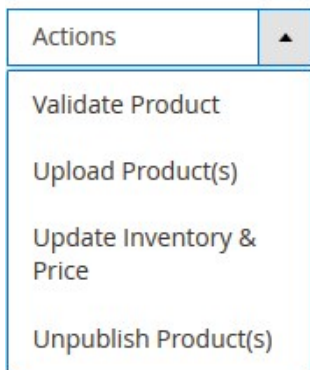 Actions
Validate Product
Upload Product(s)
Update Inventory &
Price
Unpublish Product(s)